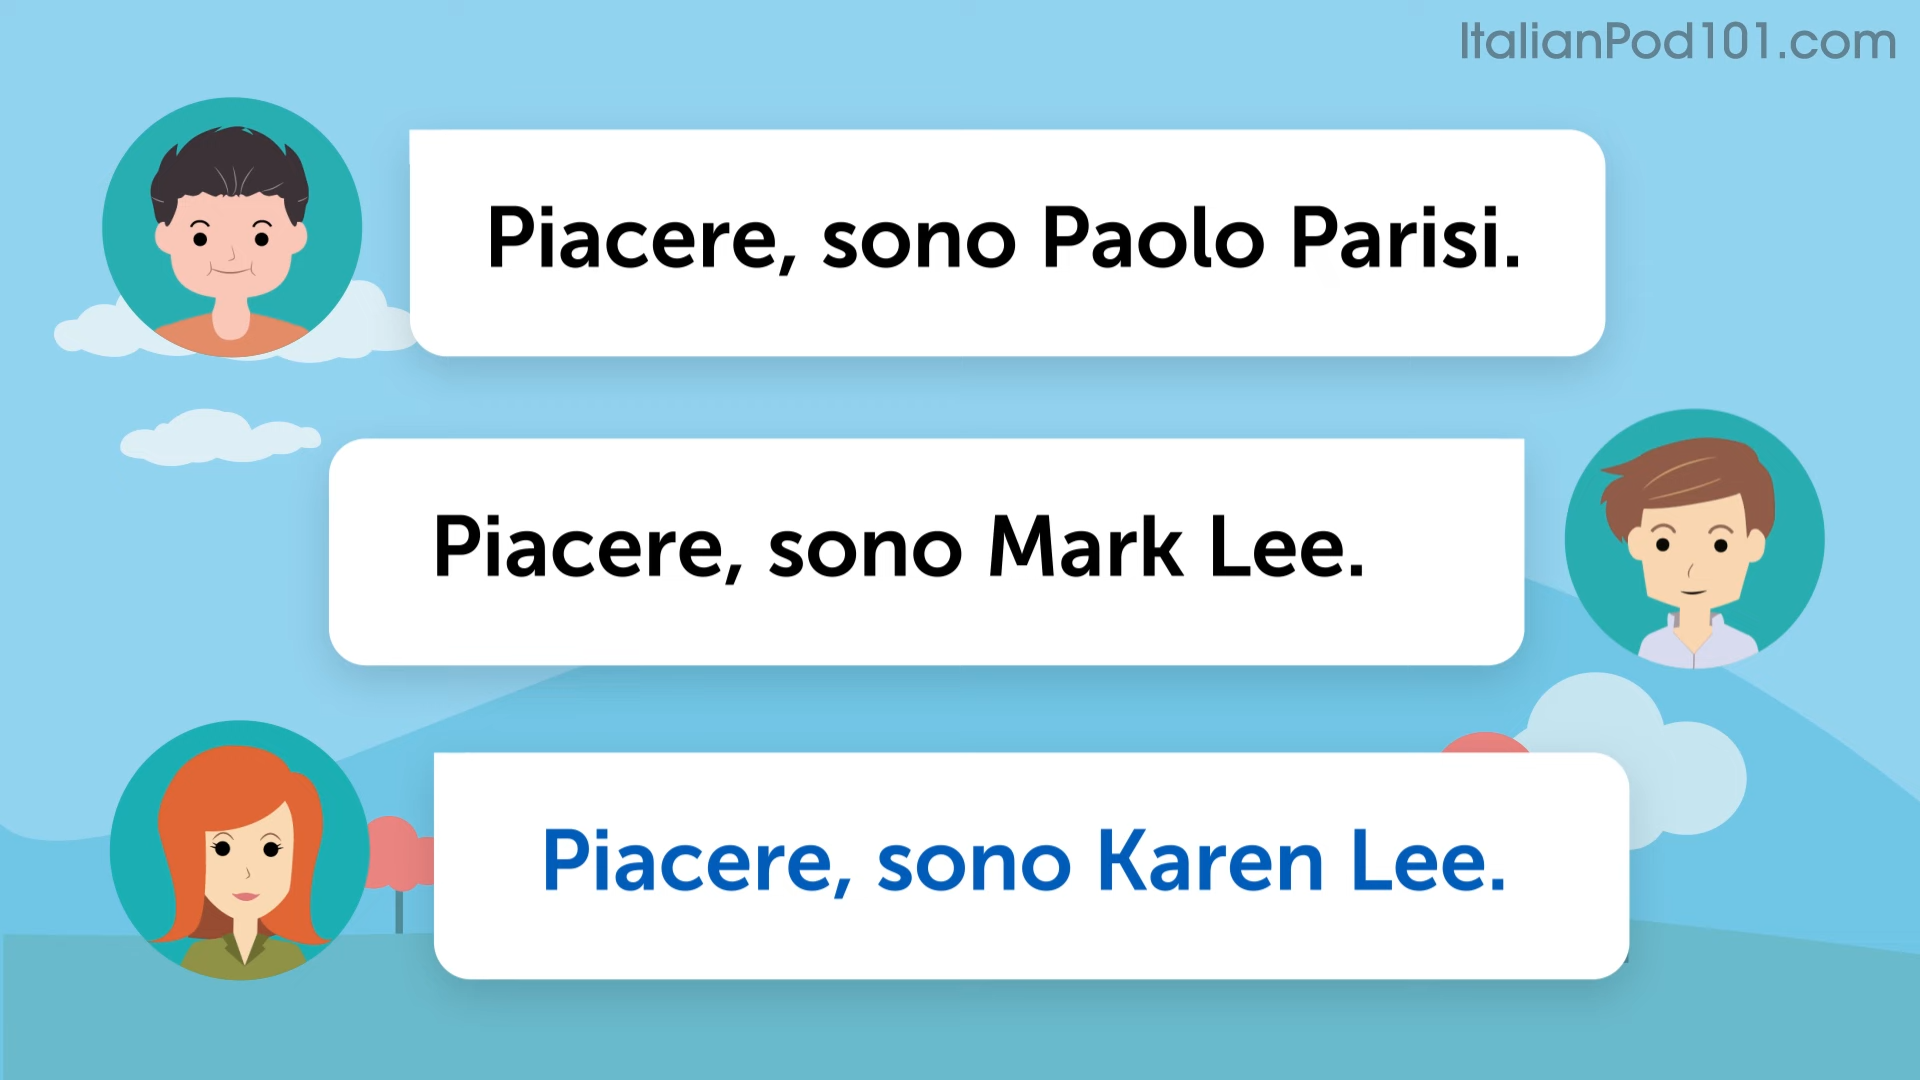 ItalianPod101.com
Piacere, sono Paolo Parisi.
Piacere, sono Mark Lee.
Piacere, sono Karen Lee.